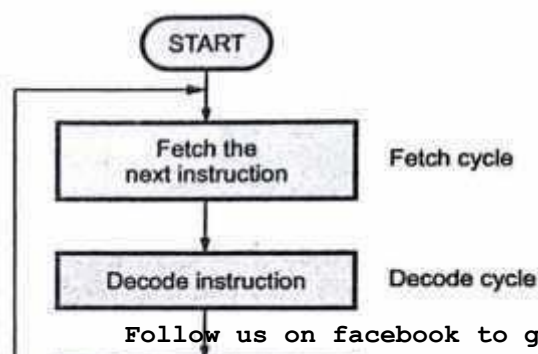 START
Fetch the
next instruction
Fetch cycle
Decode instruction
Decode cycle
Follow us on facebook to g